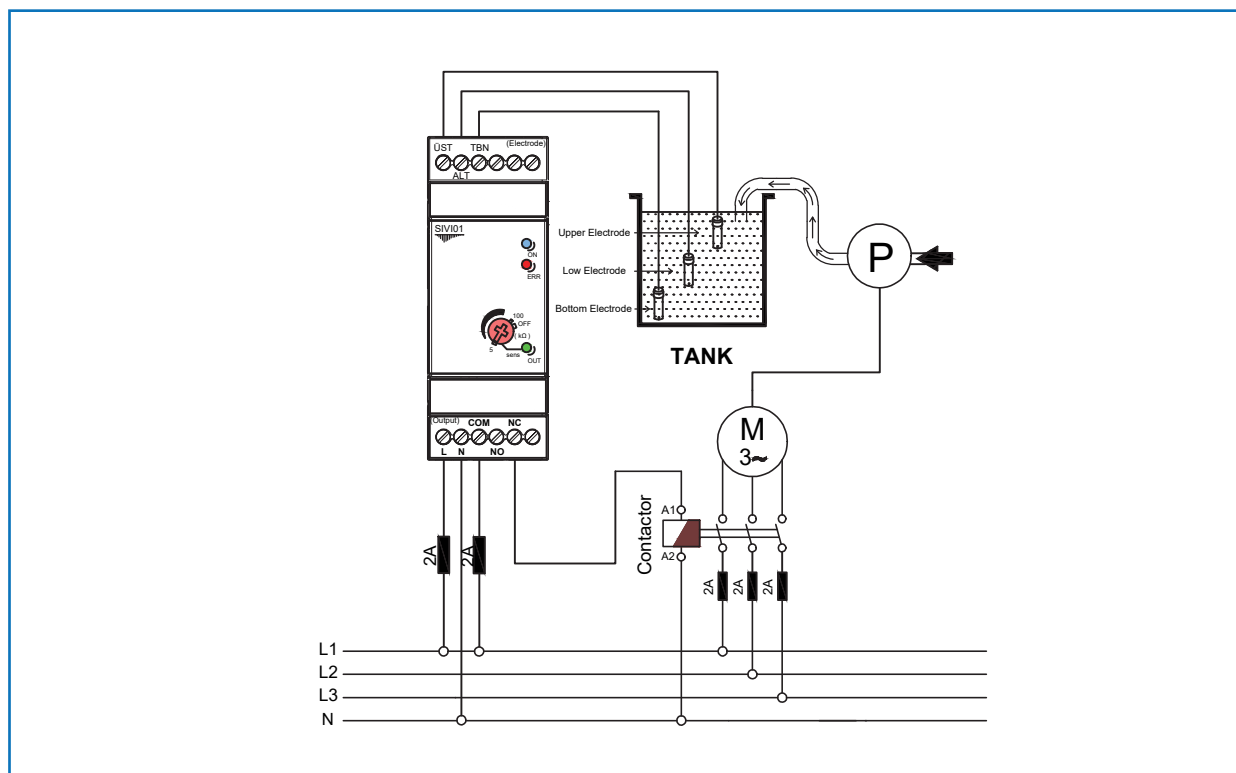 ÜST TBN (Electrode)
ALT
SIVI01
ON
ERR
100
OFF
(kΩ)
5
sens
OUT
(Output) COM NC
L N NO
Upper Electrode
Low Electrode
Bottom Electrode
TANK
P
M
3~
A1
A2
Contactor
2A
2A
2A
2A
2A
L1
L2
L3
N